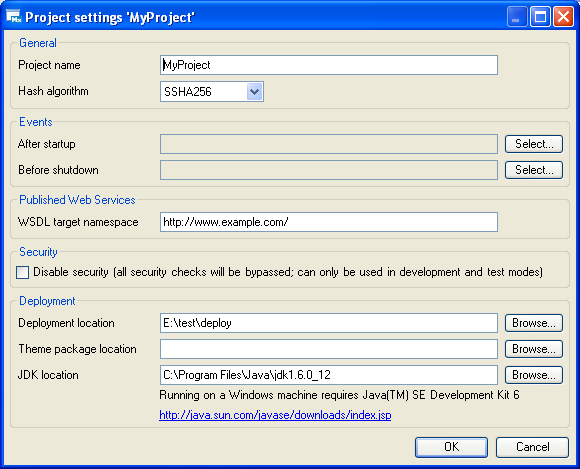 Mx Project settings 'MyProject'
General
Project name MyProject
Hash algorithm SSHA256
Events
After startup Select...
Before shutdown Select...
Published Web Services
WSDL target namespace http://www.example.com/
Security
Disable security (all security checks will be bypassed; can only be used in development and test modes)
Deployment
Deployment location E:\test\deploy Browse...
Theme package location Browse...
JDK location C:\Program Files\Java\jdk1.6.0_12 Browse...
Running on a Windows machine requires Java(TM) SE Development Kit 6
http://java.sun.com/javase/downloads/index.jsp
OK Cancel